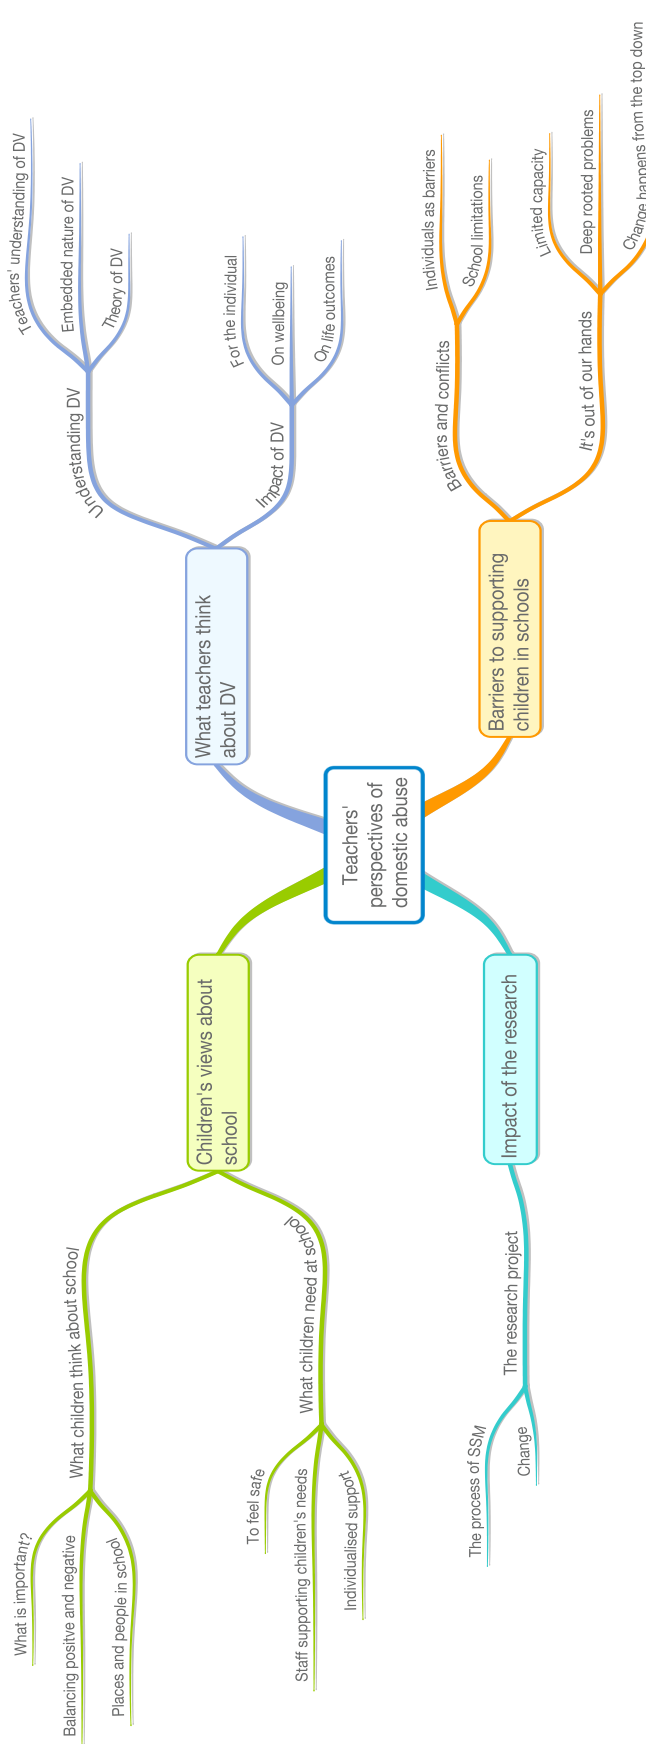 Teachers'
perspectives of
domestic abuse
What teachers think
about DV
Understanding DV
Teachers' understanding of DV
Embedded nature of DV
Theory of DV
Impact of DV
For the individual
On wellbeing
On life outcomes
Barriers to supporting
children in schools
Barriers and conflicts
Individuals as barriers
School limitations
It's out of our hands
Limited capacity
Deep rooted problems
Change happens from the top down
Children's views about
school
What children think about school
What is important?
Balancing positve and negative
Places and people in school
What children need at school
To feel safe
Staff supporting children's needs
Individualised support
Impact of the research
The research project
The process of SSM
Change